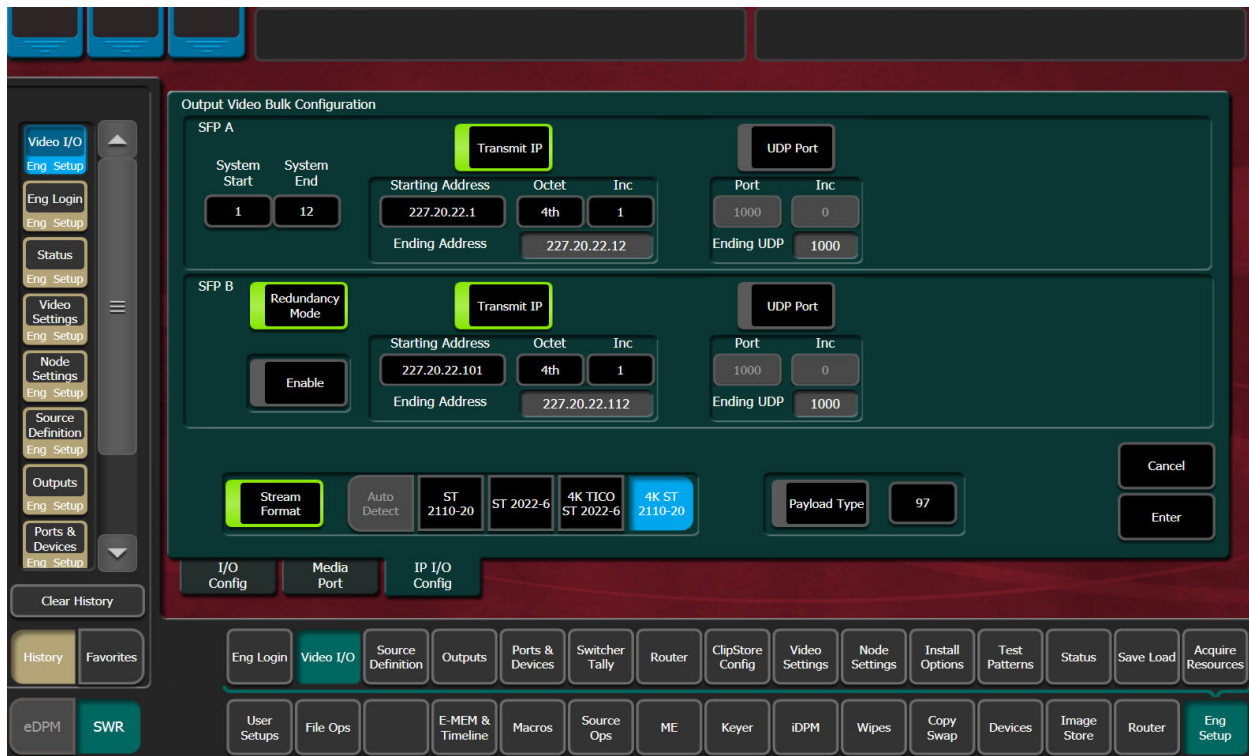 Output Video Bulk Configuration
SFP A
Transmit IP
UDP Port
System Start
System End
Starting Address
Octet
Inc
Port
Inc
1
12
227.20.22.1
4th
1
1000
0
Ending Address
227.20.22.12
Ending UDP
1000
SFP B
Redundancy Mode
Transmit IP
UDP Port
Starting Address
Octet
Inc
Port
Inc
Enable
227.20.22.101
4th
1
1000
0
Ending Address
227.20.22.112
Ending UDP
1000
Stream Format
Auto Detect
ST 2110-20
ST 2022-6
4K TICO ST 2022-6
4K ST 2110-20
Payload Type
97
Cancel
Enter
I/O Config
Media Port
IP I/O Config
Video I/O
Eng Setup
Eng Login
Eng Setup
Status
Eng Setup
Video Settings
Eng Setup
Node Settings
Eng Setup
Source Definition
Eng Setup
Outputs
Eng Setup
Ports & Devices
Eng Setup
Clear History
History
Favorites
Eng Login
Video I/O
Source Definition
Outputs
Ports & Devices
Switcher Tally
Router
ClipStore Config
Video Settings
Node Settings
Install Options
Test Patterns
Status
Save Load
Acquire Resources
eDPM
SWR
User Setups
File Ops
E-MEM & Timeline
Macros
Source Ops
ME
Keyer
iDPM
Wipes
Copy Swap
Devices
Image Store
Router
Eng Setup